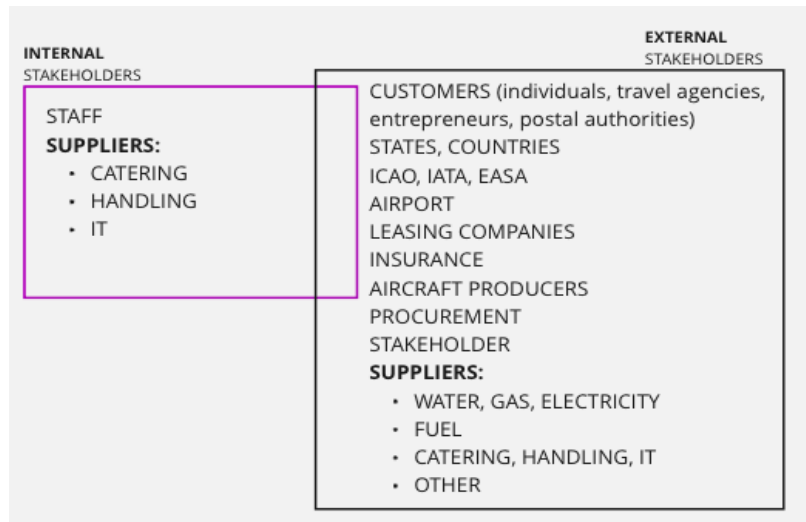 INTERNAL
STAKEHOLDERS
STAFF
SUPPLIERS:
• CATERING
• HANDLING
• IT
EXTERNAL
STAKEHOLDERS
CUSTOMERS (individuals, travel agencies,
entrepreneurs, postal authorities)
STATES, COUNTRIES
ICAO, IATA, EASA
AIRPORT
LEASING COMPANIES
INSURANCE
AIRCRAFT PRODUCERS
PROCUREMENT
STAKEHOLDER
SUPPLIERS:
• WATER, GAS, ELECTRICITY
• FUEL
• CATERING, HANDLING, IT
• OTHER